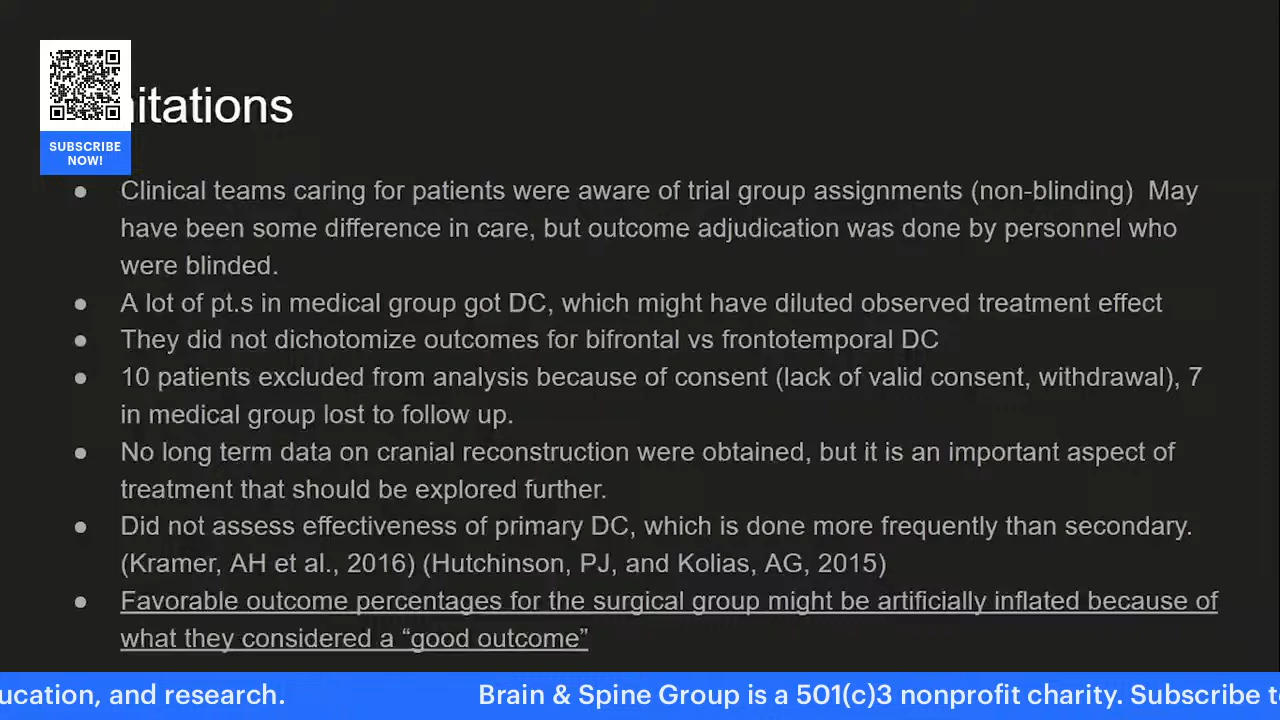 SUBSCRIBE
NOW!
itations
● Clinical teams caring for patients were aware of trial group assignments (non-blinding)  May
have been some difference in care, but outcome adjudication was done by personnel who
were blinded.
● A lot of pt.s in medical group got DC, which might have diluted observed treatment effect
● They did not dichotomize outcomes for bifrontal vs frontotemporal DC
● 10 patients excluded from analysis because of consent (lack of valid consent, withdrawal), 7
in medical group lost to follow up.
● No long term data on cranial reconstruction were obtained, but it is an important aspect of
treatment that should be explored further.
● Did not assess effectiveness of primary DC, which is done more frequently than secondary.
(Kramer, AH et al., 2016) (Hutchinson, PJ, and Kolias, AG, 2015)
● Favorable outcome percentages for the surgical group might be artificially inflated because of
what they considered a “good outcome”
ucation, and research. Brain & Spine Group is a 501(c)3 nonprofit charity. Subscribe t